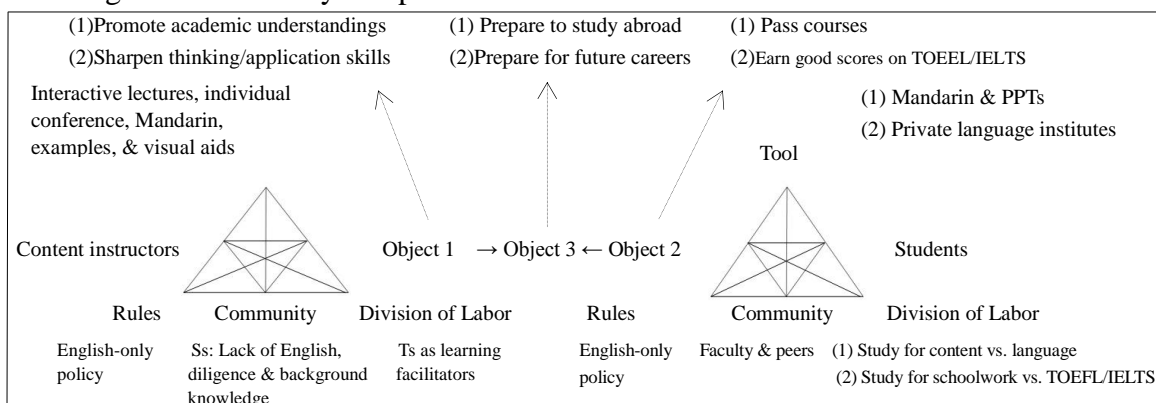 (1)Promote academic understandings
(2)Sharpen thinking/application skills
Interactive lectures, individual
conference, Mandarin,
examples, & visual aids
(1) Prepare to study abroad
(2)Prepare for future careers
(1) Pass courses
(2)Earn good scores on TOEEL/IELTS
(1) Mandarin & PPTs
(2) Private language institutes
Tool
Content instructors
Object 1 → Object 3 ← Object 2
Students
Rules
Community
Division of Labor
Rules
Community
Division of Labor
English-only
policy
Ss: Lack of English,
diligence & background
knowledge
Ts as learning
facilitators
English-only
policy
Faculty & peers
(1) Study for content vs. language
(2) Study for schoolwork vs. TOEFL/IELTS